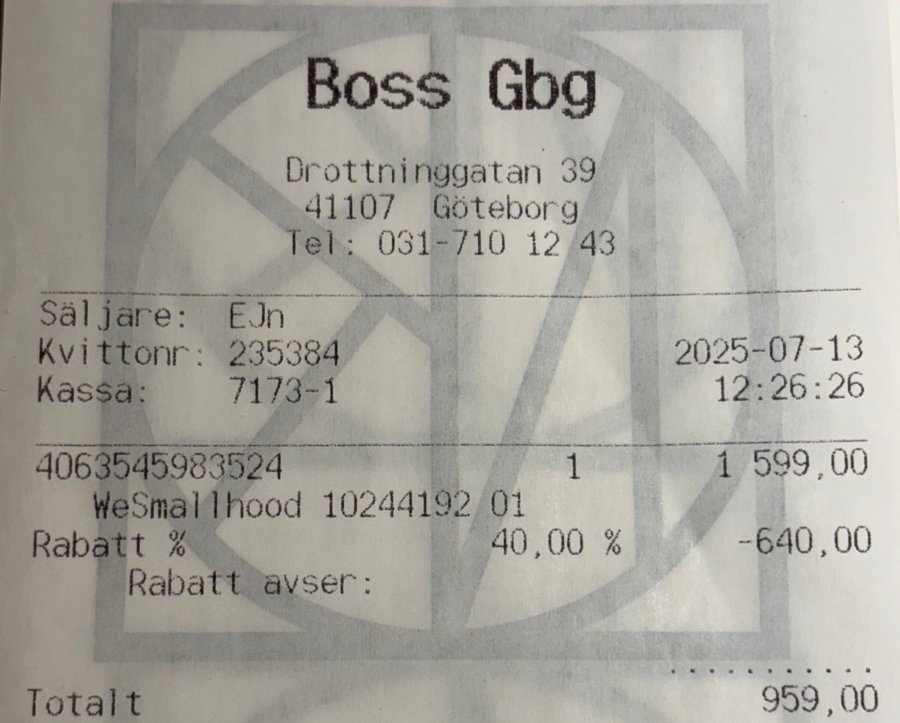 Boss Gbg
Drottninggatan 39
41107 Göteborg
Tel: 031-710 12 43
Säljare: EJn
Kvittonr: 235384 2025-07-13
Kassa: 7173-1 12:26:26
4063545983524 1 1 599,00
WeSmallhood 10244192 01
Rabatt % 40,00 % -640,00
Rabatt avser:
Totalt 959,00